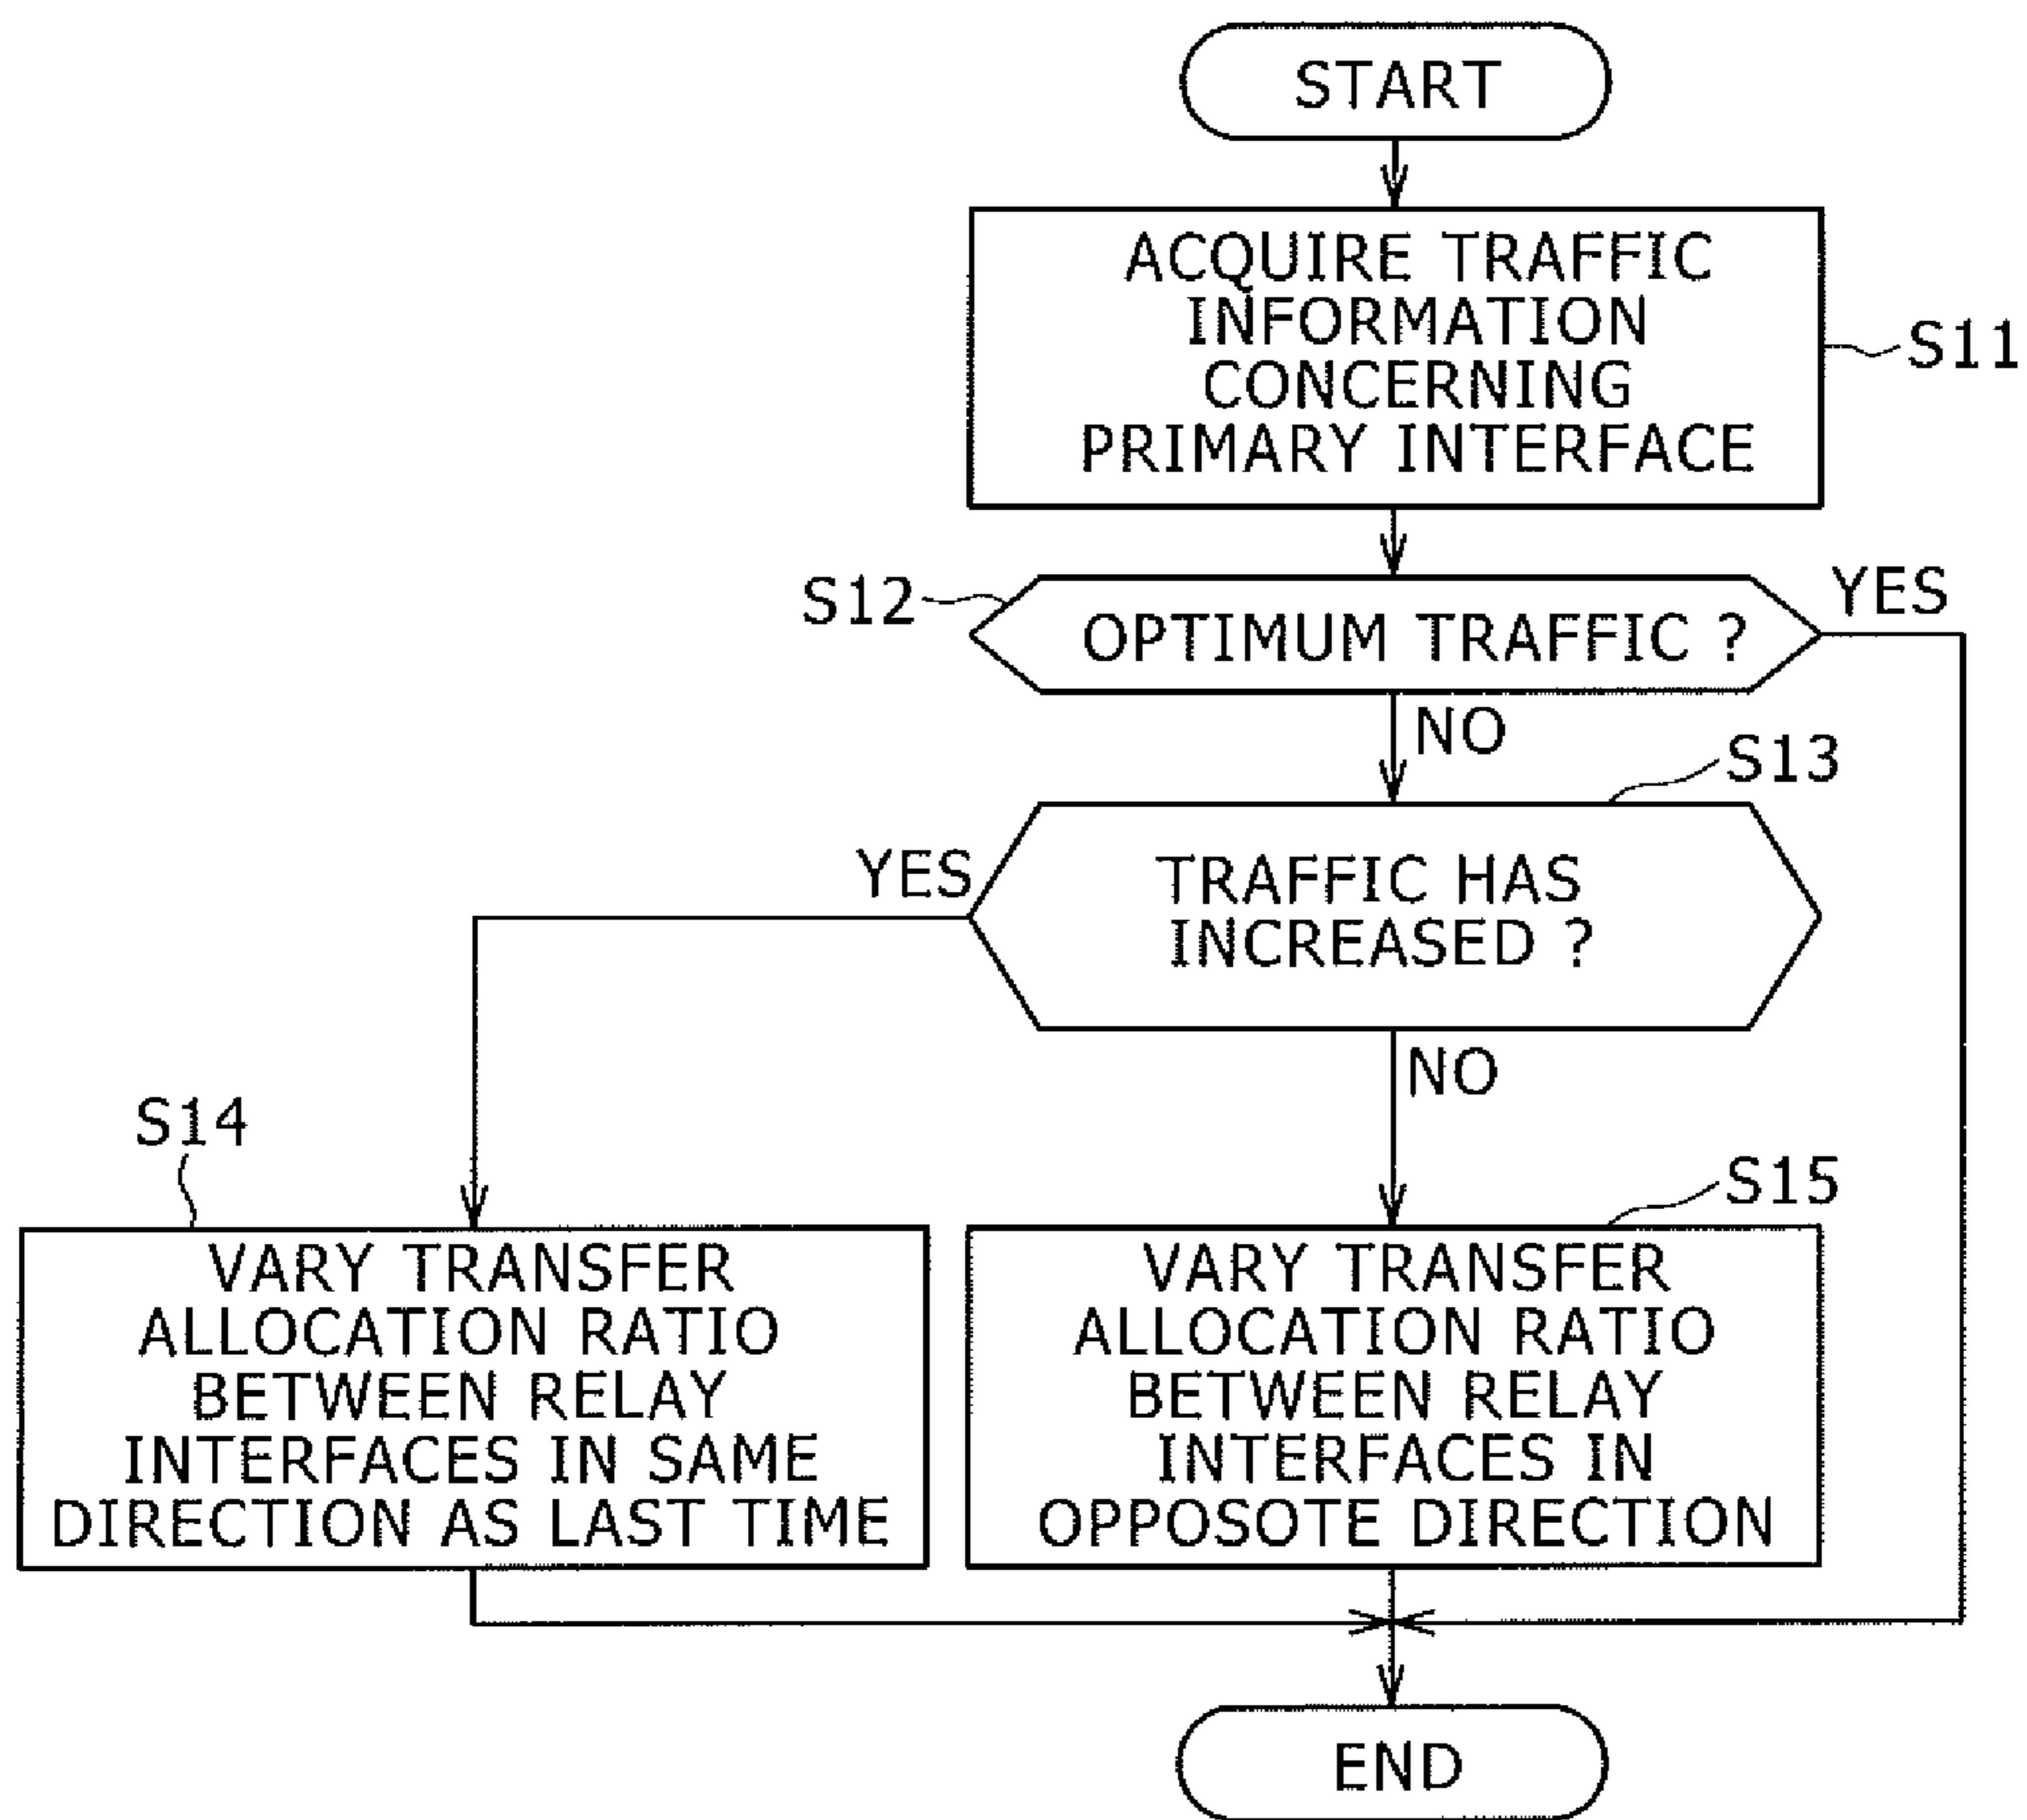 START
ACQUIRE TRAFFIC
INFORMATION
CONCERNING
PRIMARY INTERFACE
S11
S12
OPTIMUM TRAFFIC ?
YES
NO
S13
YES
TRAFFIC HAS
INCREASED ?
NO
S14
VARY TRANSFER
ALLOCATION RATIO
BETWEEN RELAY
INTERFACES IN SAME
DIRECTION AS LAST TIME
S15
VARY TRANSFER
ALLOCATION RATIO
BETWEEN RELAY
INTERFACES IN
OPPOSOTE DIRECTION
END